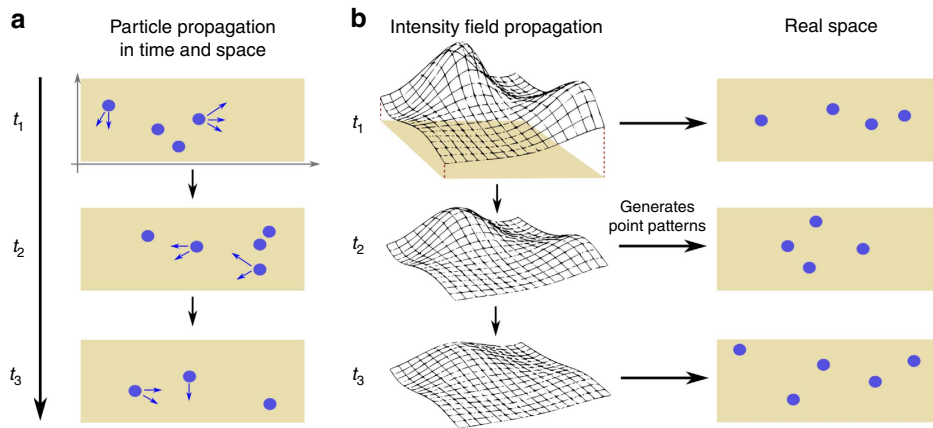 a
Particle propagation
in time and space
t1
t2
t3
b
Intensity field propagation
Real space
t1
Generates
point patterns
t2
t3